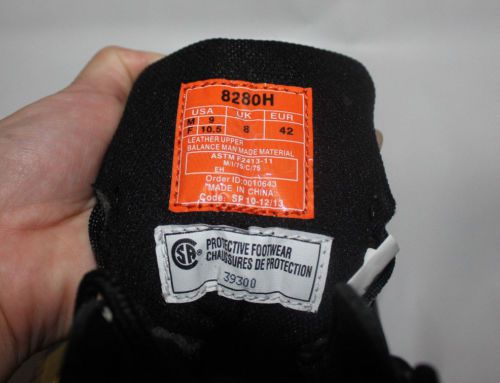 8280H
USA UK EUR
M 9
F 10.5 8 42
LEATHER UPPER
BALANCE MAN MADE MATERIAL
ASTM F2413-11
M/I/75/C/75
EH
Order ID:0010643
"MADE IN CHINA"
Code: SP 10-12/13
SA PROTECTIVE FOOTWEAR
CHAUSSURES DE PROTECTION
39300